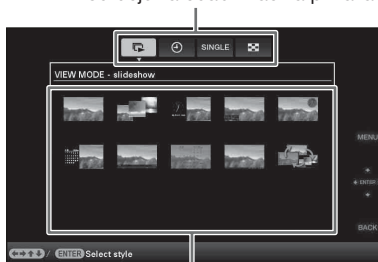 SINGLE
VIEW MODE - slideshow
MENU
ENTER
BACK
/ ENTER Select style